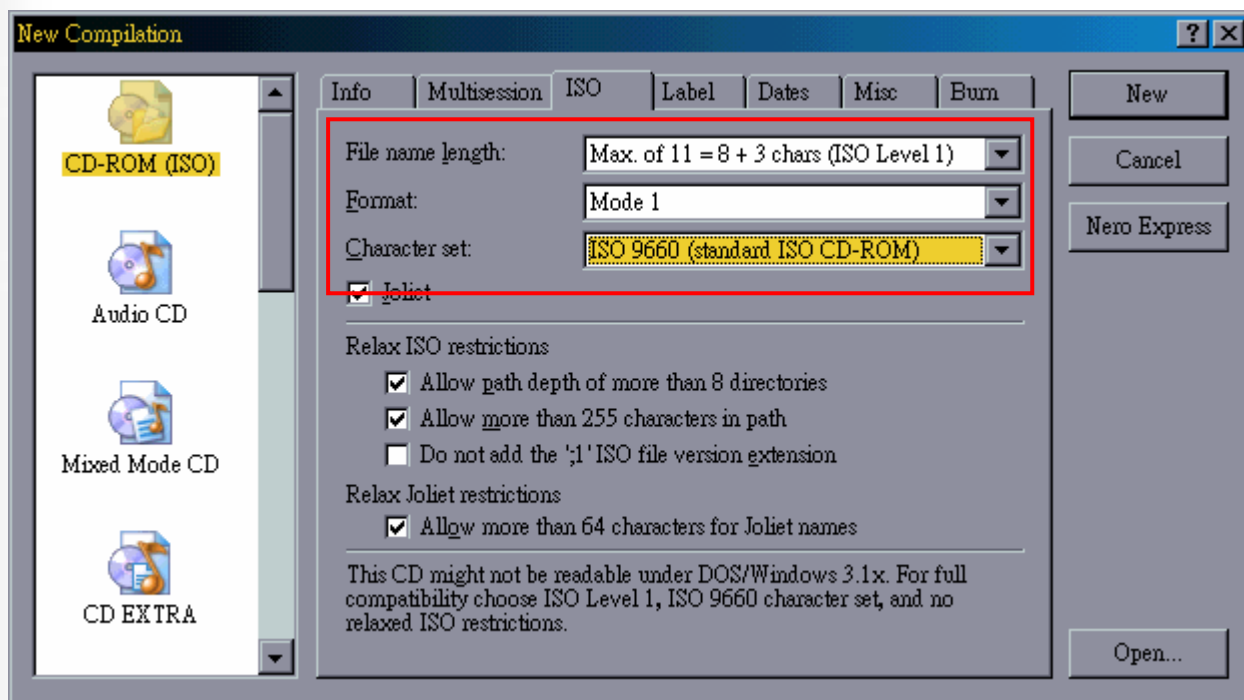 New Compilation
CD-ROM (ISO)
Audio CD
Mixed Mode CD
CD EXTRA
Info
Multisession
ISO
Label
Dates
Misc
Burn
File name length:
Max. of 11 = 8 + 3 chars (ISO Level 1)
Format:
Mode 1
Character set:
ISO 9660 (standard ISO CD-ROM)
Joliet
Relax ISO restrictions
Allow path depth of more than 8 directories
Allow more than 255 characters in path
Do not add the ';1' ISO file version extension
Relax Joliet restrictions
Allow more than 64 characters for Joliet names
This CD might not be readable under DOS/Windows 3.1x. For full
compatibility choose ISO Level 1, ISO 9660 character set, and no
relaxed ISO restrictions.
New
Cancel
Nero Express
Open...